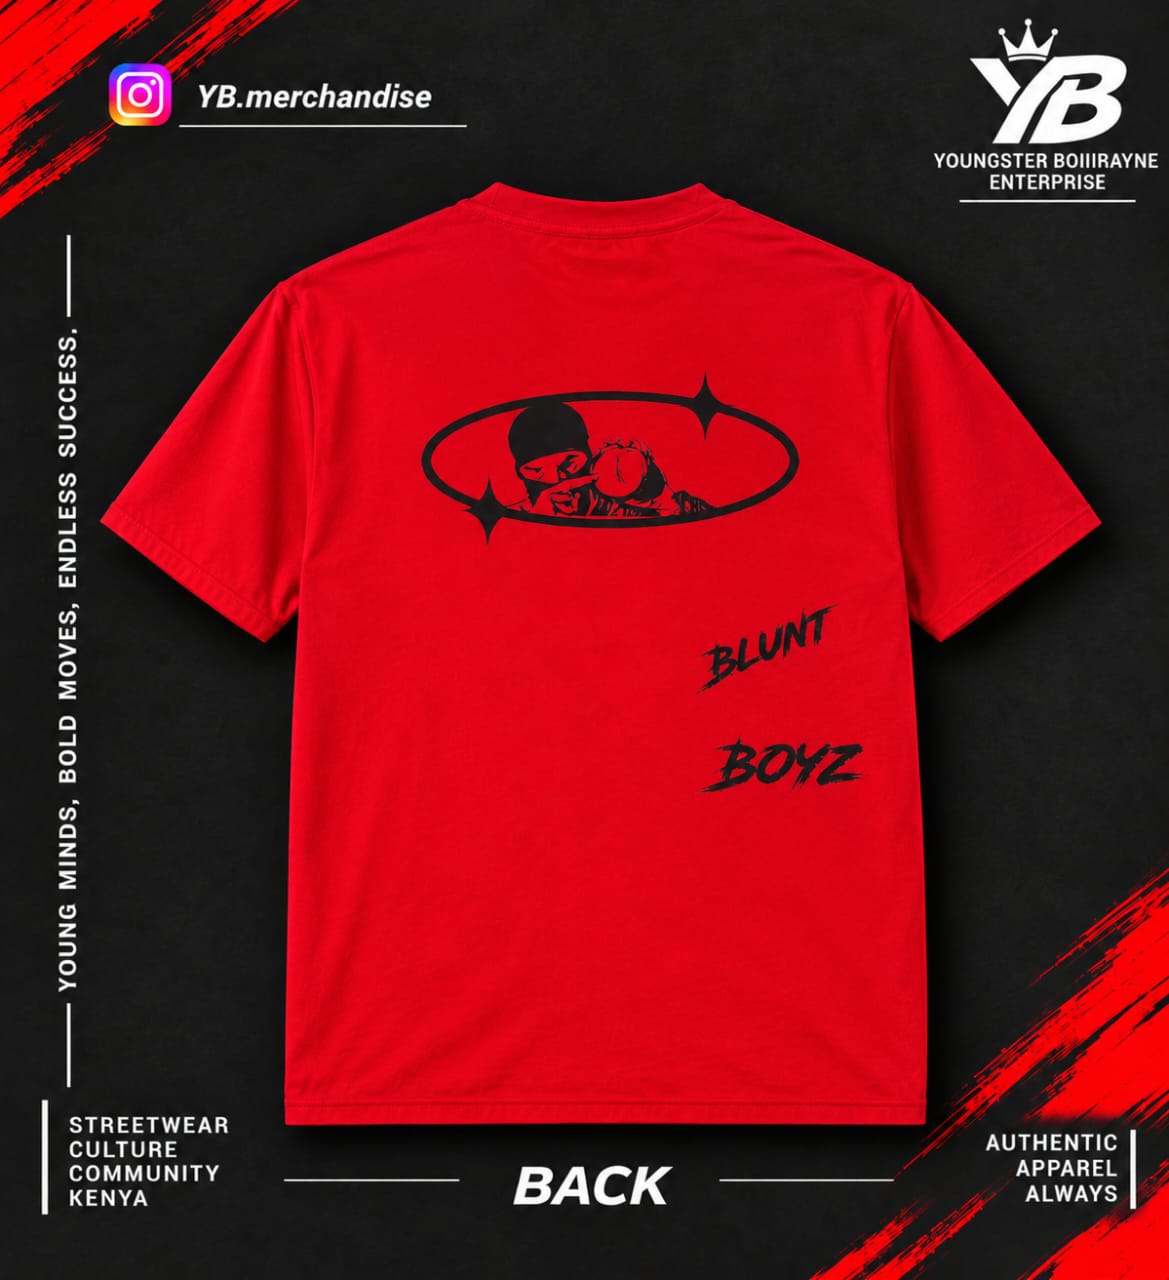 YB.merchandise
YB
YOUNGSTER BOIIIRAYNE
ENTERPRISE
YOUNG MINDS, BOLD MOVES, ENDLESS SUCCESS.
BLUNT
BOYZ
STREETWEAR
CULTURE
COMMUNITY
KENYA
BACK
AUTHENTIC
APPAREL
ALWAYS